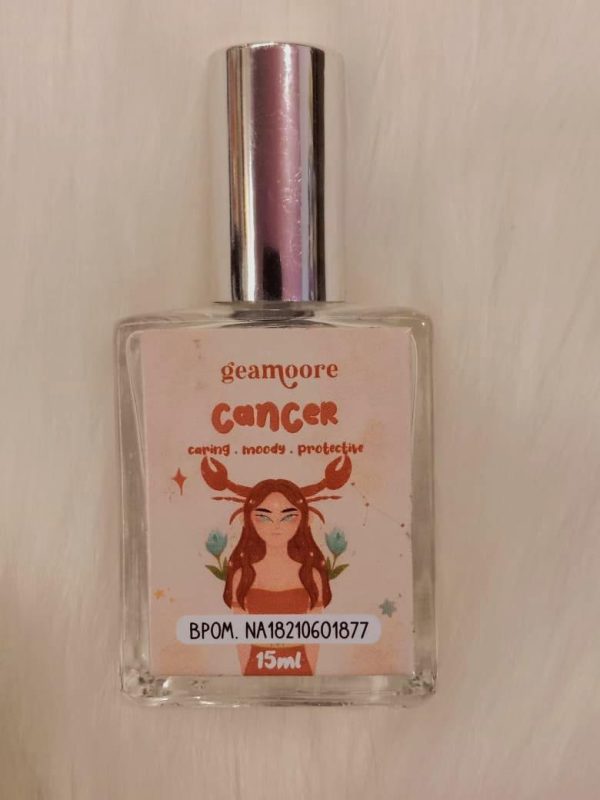 geamoore
CANCER
caring . moody . protective
BPOM. NA18210601877
15ml